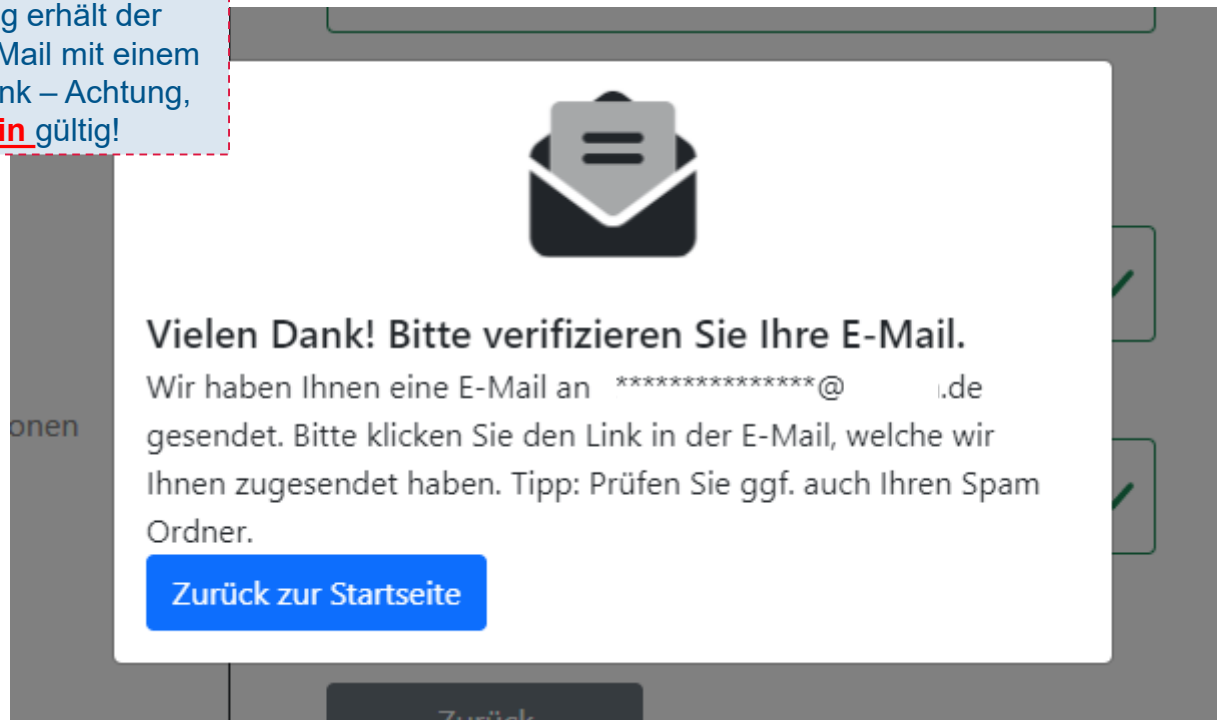 g erhält der
Mail mit einem
nk – Achtung,
in gültig!
Vielen Dank! Bitte verifizieren Sie Ihre E-Mail.
Wir haben Ihnen eine E-Mail an ***************@ .de
gesendet. Bitte klicken Sie den Link in der E-Mail, welche wir
onen
Ihnen zugesendet haben. Tipp: Prüfen Sie ggf. auch Ihren Spam
Ordner.
Zurück zur Startseite
Zurück